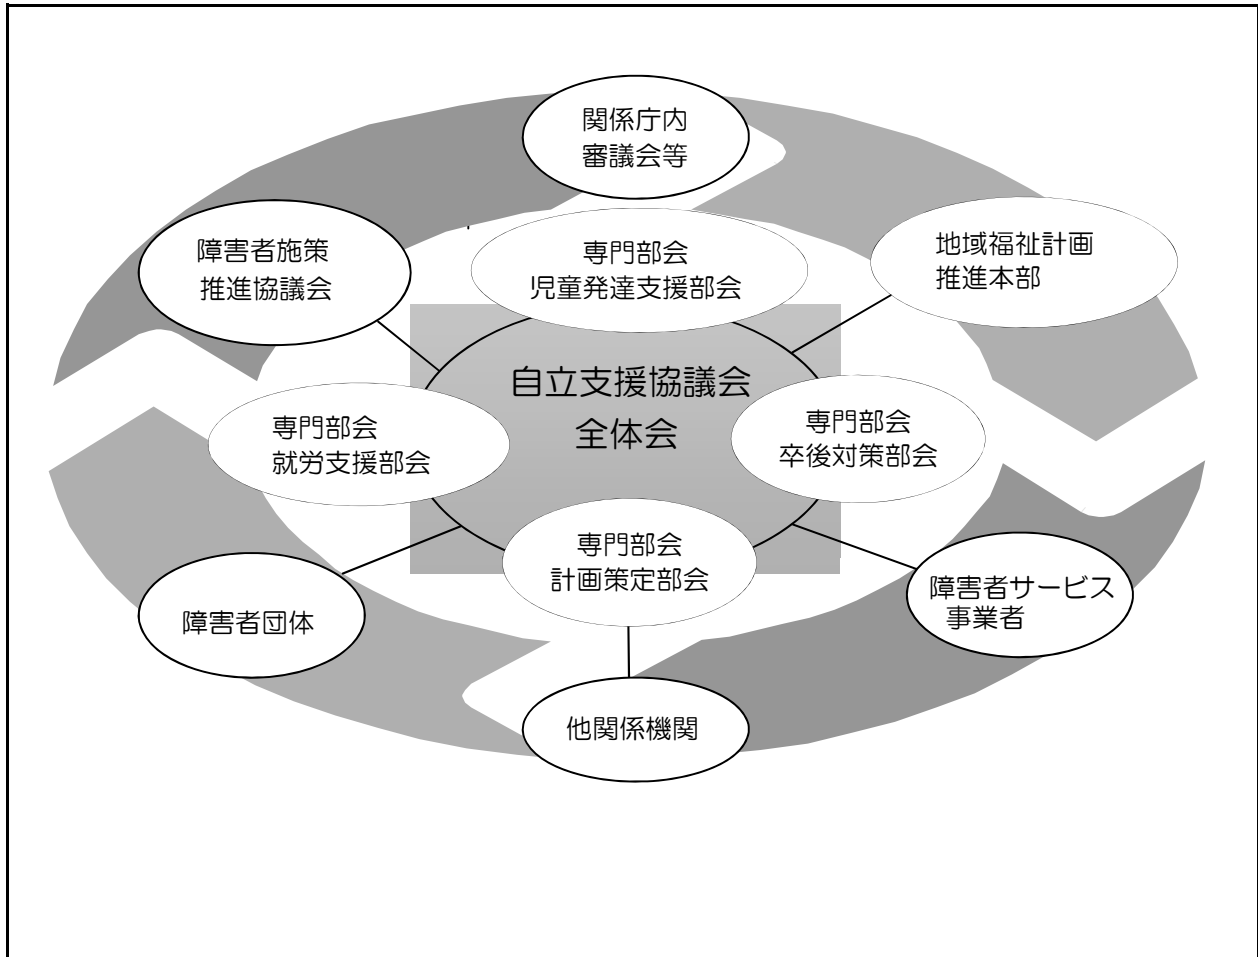 関係庁内
審議会等
障害者施策
推進協議会
専門部会
児童発達支援部会
地域福祉計画
推進本部
自立支援協議会
全体会
専門部会
就労支援部会
専門部会
卒後対策部会
専門部会
計画策定部会
障害者団体
障害者サービス
事業者
他関係機関